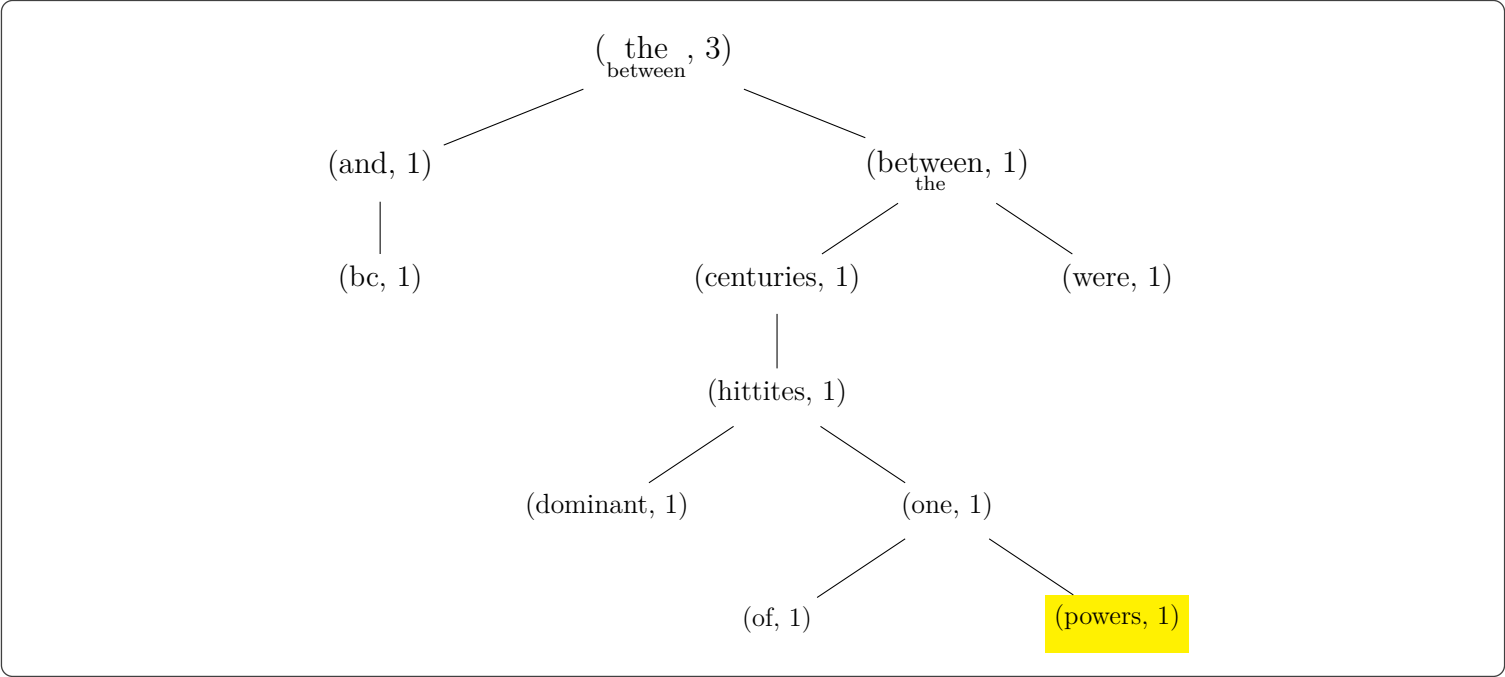 ( the , 3)
between
(and, 1) (between, 1)
the
(bc, 1) (centuries, 1) (were, 1)
(hittites, 1)
(dominant, 1) (one, 1)
(of, 1) (powers, 1)